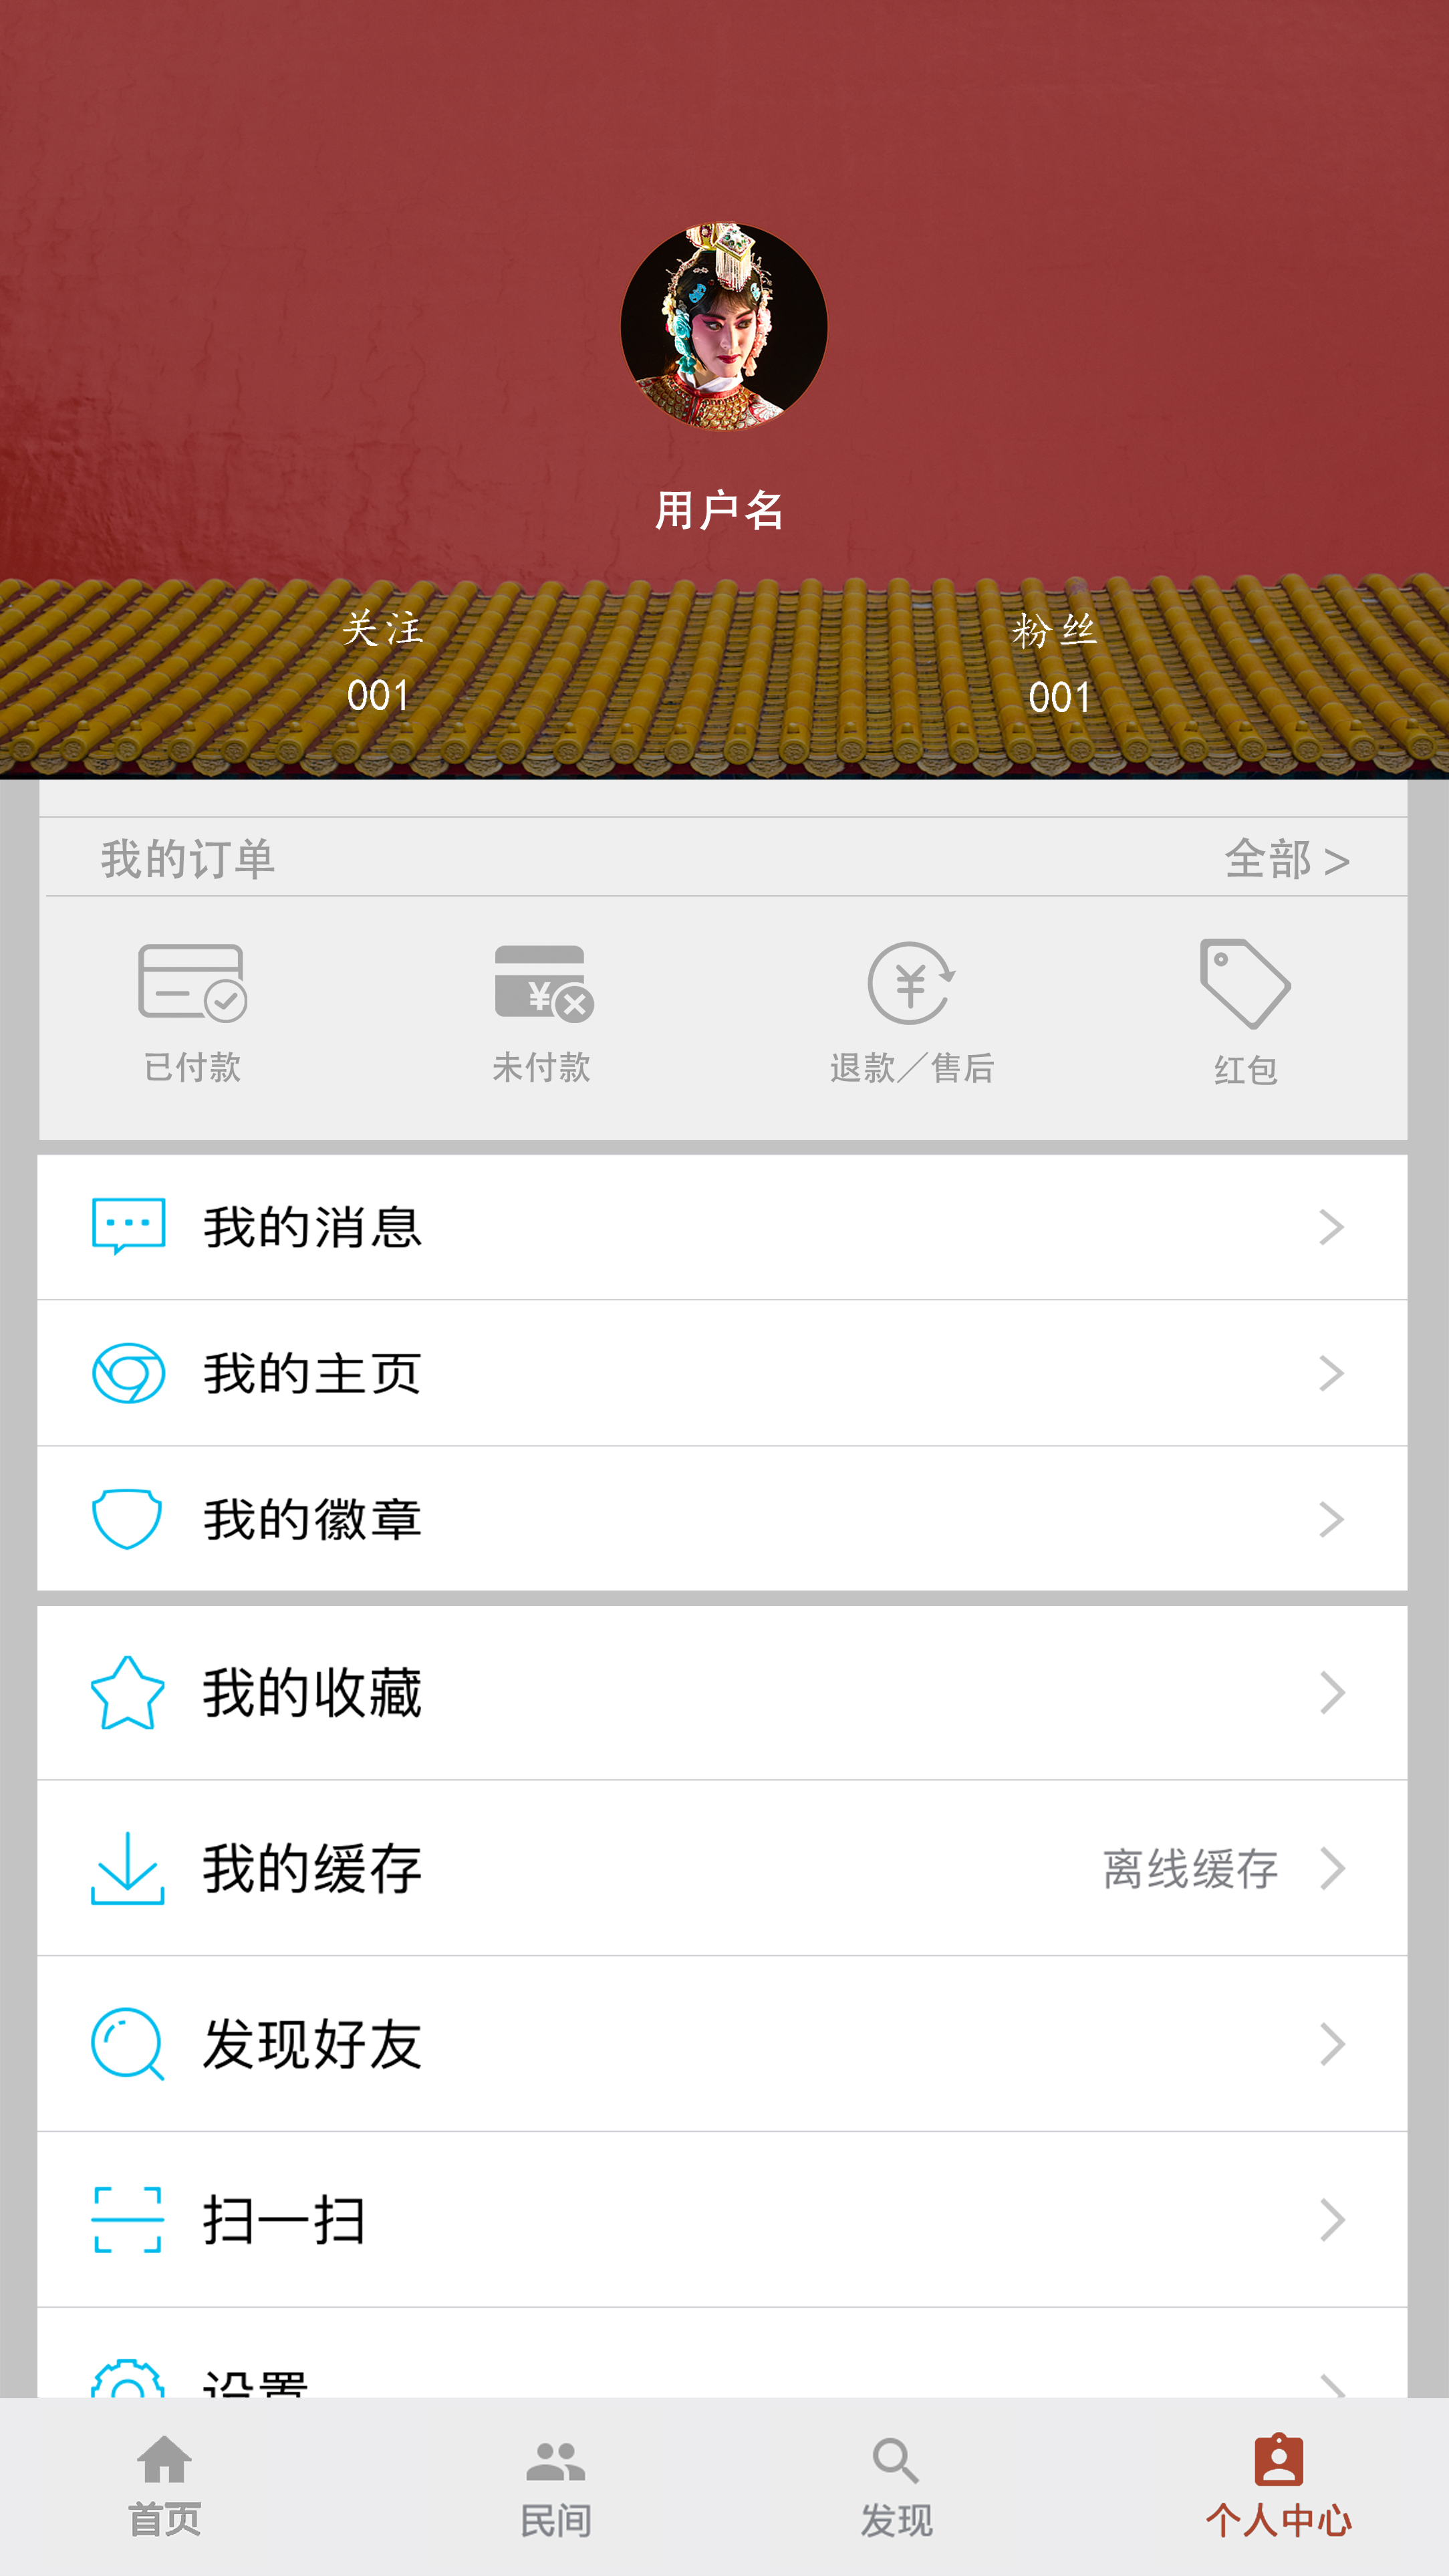 用户名
关注 粉丝
001 001
我的订单 全部 >
已付款 未付款 退款／售后 红包
我的消息
我的主页
我的徽章
我的收藏
我的缓存 离线缓存
发现好友
扫一扫
设置
首页 民间 发现 个人中心